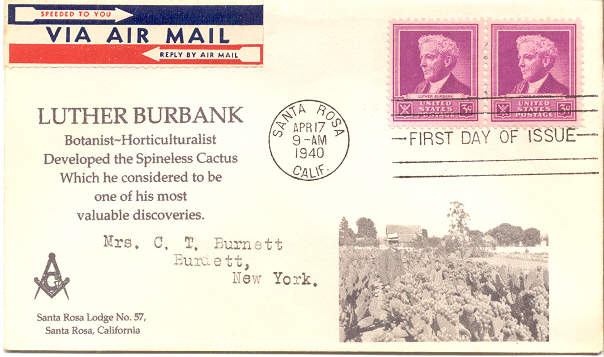 SPEEDED TO YOU
VIA AIR MAIL
REPLY BY AIR MAIL
LUTHER BURBANK
Botanist~Horticulturalist
Developed the Spineless Cactus
Which he considered to be
one of his most
valuable discoveries.
SANTA ROSA
APR 17
9-AM
1940
CALIF.
LUTHER BURBANK
UNITED
STATES
POSTAGE 3¢
UNITED
STATES
POSTAGE 3¢
FIRST DAY OF ISSUE
Mrs. C. T. Burnett
Burdett,
New York.
G
Santa Rosa Lodge No. 57,
Santa Rosa, California